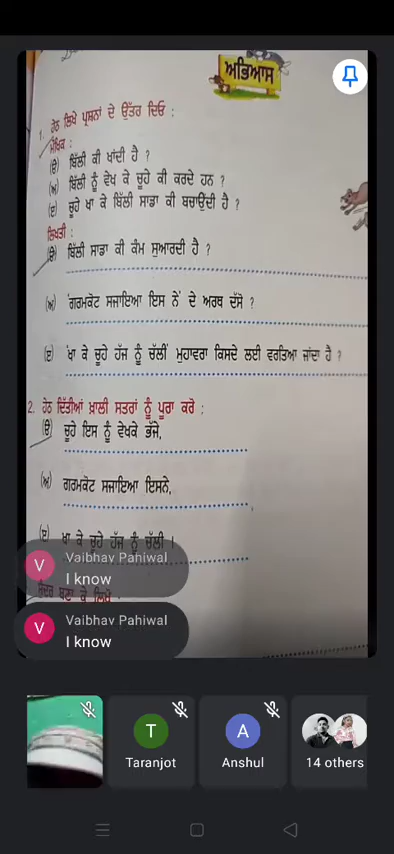 ਅਭਿਆਸ
1. ਹੇਠ ਲਿਖੇ ਪ੍ਰਸ਼ਨਾਂ ਦੇ ਉੱਤਰ ਦਿਓ :
ਮੌਖਿਕ :
(ੳ) ਬਿੱਲੀ ਕੀ ਖਾਂਦੀ ਹੈ ?
(ਅ) ਬਿੱਲੀ ਨੂੰ ਵੇਖ ਕੇ ਚੂਹੇ ਕੀ ਕਰਦੇ ਹਨ ?
(ੲ) ਚੂਹੇ ਖਾ ਕੇ ਬਿੱਲੀ ਸਾਡਾ ਕੀ ਬਚਾਉਂਦੀ ਹੈ ?
ਲਿਖਤੀ :
(ੳ) ਬਿੱਲੀ ਸਾਡਾ ਕੀ ਕੰਮ ਸੁਆਰਦੀ ਹੈ ?
(ਅ) 'ਗਰਮਕੋਟ ਸਜਾਇਆ ਇਸ ਨੇ' ਦੇ ਅਰਥ ਦੱਸੋ ?
(ੲ) 'ਖਾ ਕੇ ਚੂਹੇ ਹੱਜ ਨੂੰ ਚੱਲੀ' ਮੁਹਾਵਰਾ ਕਿਸਦੇ ਲਈ ਵਰਤਿਆ ਜਾਂਦਾ ਹੈ ?
2. ਹੇਠ ਦਿੱਤੀਆਂ ਖ਼ਾਲੀ ਸਤਰਾਂ ਨੂੰ ਪੂਰਾ ਕਰੋ :
(ੳ) ਚੂਹੇ ਇਸ ਨੂੰ ਵੇਖਕੇ ਭੱਜੇ,
(ਅ) ਗਰਮਕੋਟ ਸਜਾਇਆ ਇਸਨੇ,
(ੲ) ਖਾ ਕੇ ਚੂਹੇ ਹੱਜ ਨੂੰ ਚੱਲੀ ।
V Vaibhav Pahiwal
I know
ਸੁੰਦਰ ਬਣਾ ਕੇ ਲਿਖੋ :
V Vaibhav Pahiwal
I know
T
Taranjot
A
Anshul
14 others